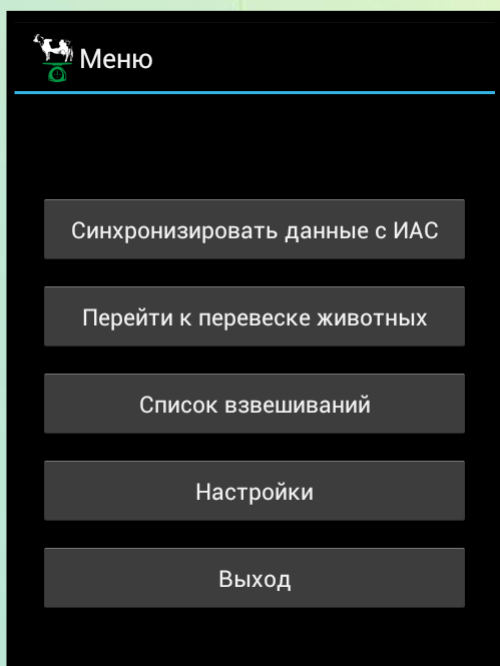 Меню
Синхронизировать данные с ИАС
Перейти к перевеске животных
Список взвешиваний
Настройки
Выход